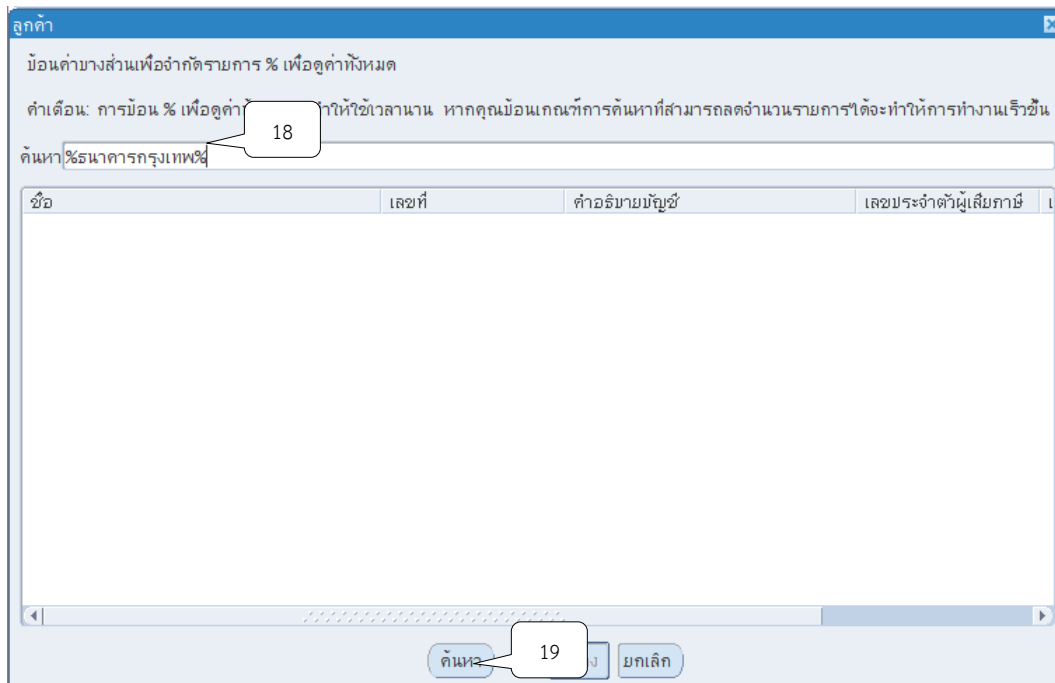 ลูกค้า
ป้อนค่าบางส่วนเพื่อจำกัดรายการ % เพื่อดูค่าทั้งหมด
คำเตือน: การป้อน % เพื่อดูค่า ให้ใช้เวลานาน หากคุณป้อนเกณฑ์การค้นหาที่สามารถลดจำนวนรายการได้จะทำให้การทำงานเร็วขึ้น
18
ค้นหา %ธนาคารกรุงเทพ%
ชื่อ เลขที่ คำอธิบายบัญชี เลขประจำตัวผู้เสียภาษี
ค้นหา 19 ยกเลิก